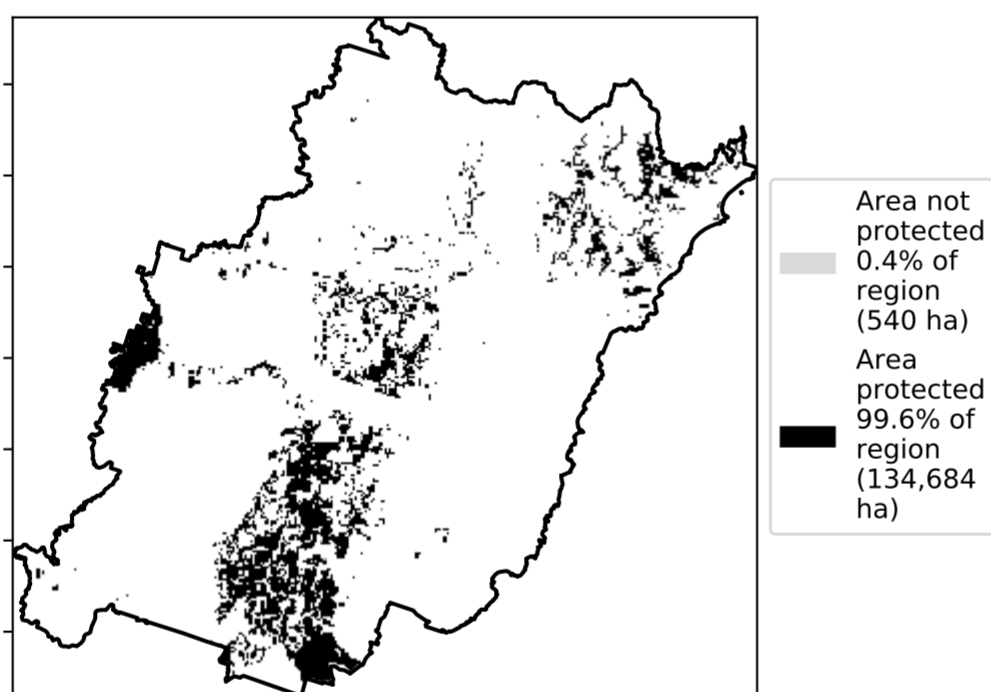 Area not
protected
0.4% of
region
(540 ha)
Area
protected
99.6% of
region
(134,684
ha)